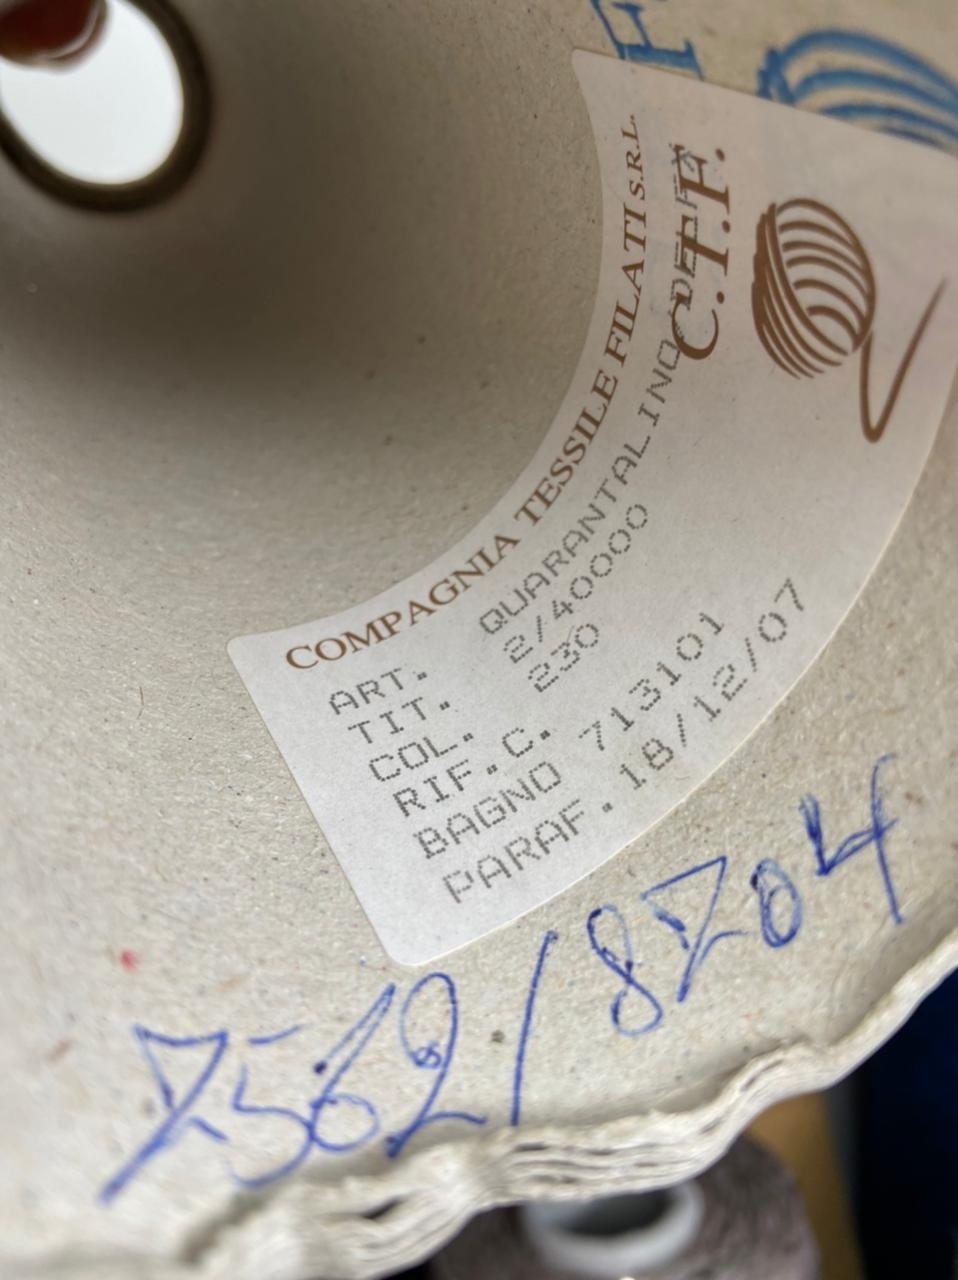 COMPAGNIA TESSILE FILATI S.R.L.
C.T.F.
ART. QUARANTALINO
TIT. 2/40000
COL. 230
RIF.C.
BAGNO 713101
PARAF. 18/12/07
7562/8704